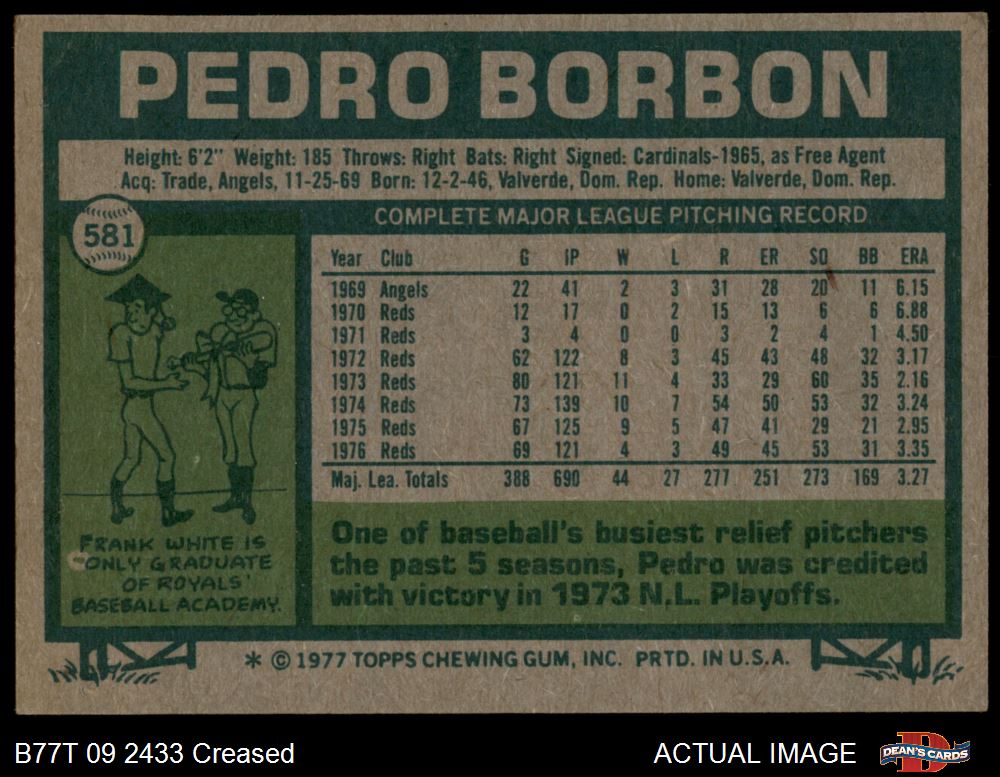 PEDRO BORBON
Height: 6'2" Weight: 185 Throws: Right Bats: Right Signed: Cardinals-1965, as Free Agent
Acq: Trade, Angels, 11-25-69 Born: 12-2-46, Valverde, Dom. Rep. Home: Valverde, Dom. Rep.
581
COMPLETE MAJOR LEAGUE PITCHING RECORD
Year Club G IP W L R ER SO BB ERA
1969 Angels 22 41 2 3 31 28 20 11 6.15
1970 Reds 12 17 0 2 15 13 6 6 6.88
1971 Reds 3 4 0 0 3 2 4 1 4.50
1972 Reds 62 122 8 3 45 43 48 32 3.17
1973 Reds 80 121 11 4 33 29 60 35 2.16
1974 Reds 73 139 10 7 54 50 53 32 3.24
1975 Reds 67 125 9 5 47 41 29 21 2.95
1976 Reds 69 121 4 3 49 45 53 31 3.35
Maj. Lea. Totals 388 690 44 27 277 251 273 169 3.27
FRANK WHITE IS
ONLY GRADUATE
OF ROYALS'
BASEBALL ACADEMY.
One of baseball's busiest relief pitchers
the past 5 seasons, Pedro was credited
with victory in 1973 N.L. Playoffs.
* © 1977 TOPPS CHEWING GUM, INC. PRTD. IN U.S.A.
B77T 09 2433 Creased
ACTUAL IMAGE
DEAN'S CARDS